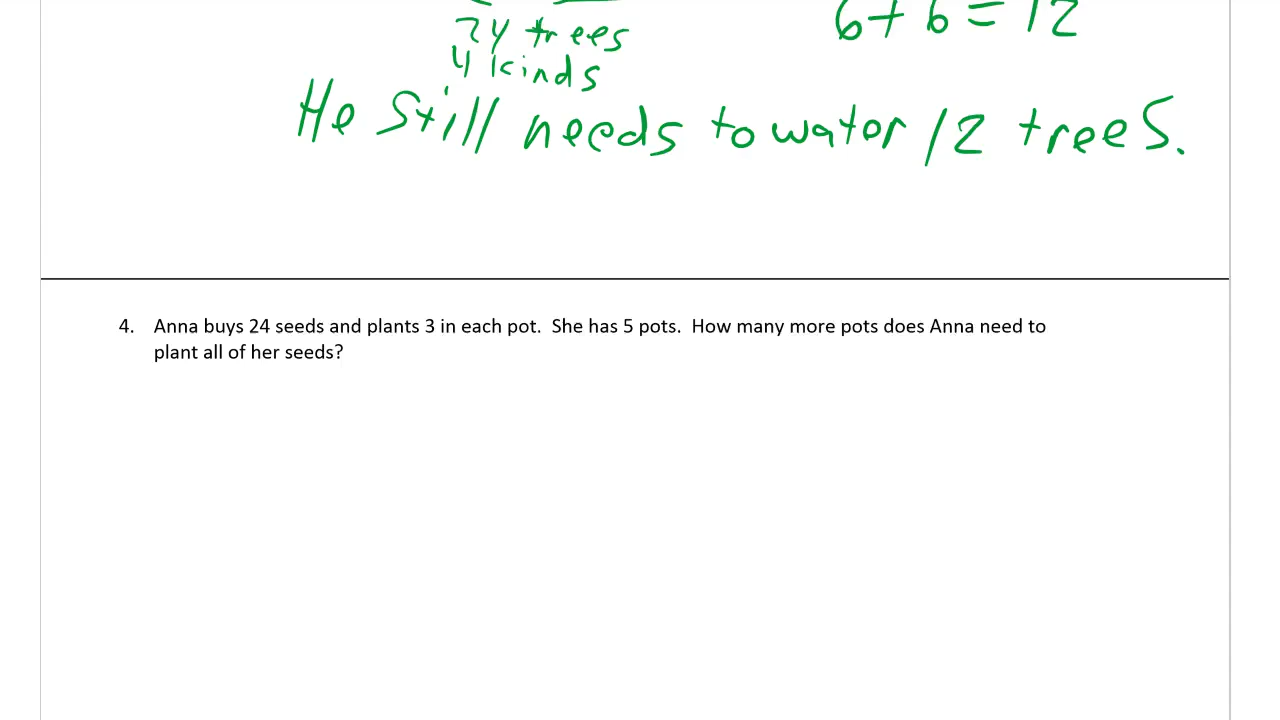 24 trees
6 + 6 = 12
4 kinds
He still needs to water 12 trees.
4. Anna buys 24 seeds and plants 3 in each pot. She has 5 pots. How many more pots does Anna need to
plant all of her seeds?